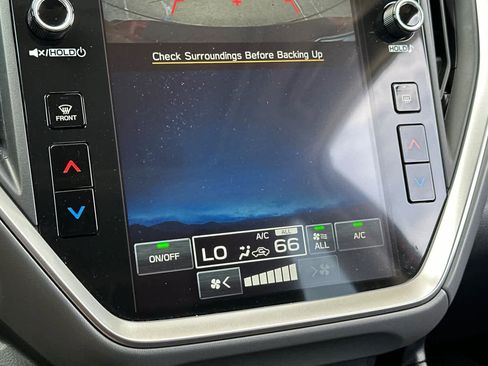 HOLD
HOLD
Check Surroundings Before Backing Up
FRONT
A/C ALL
ON/OFF LO 66 ALL A/C